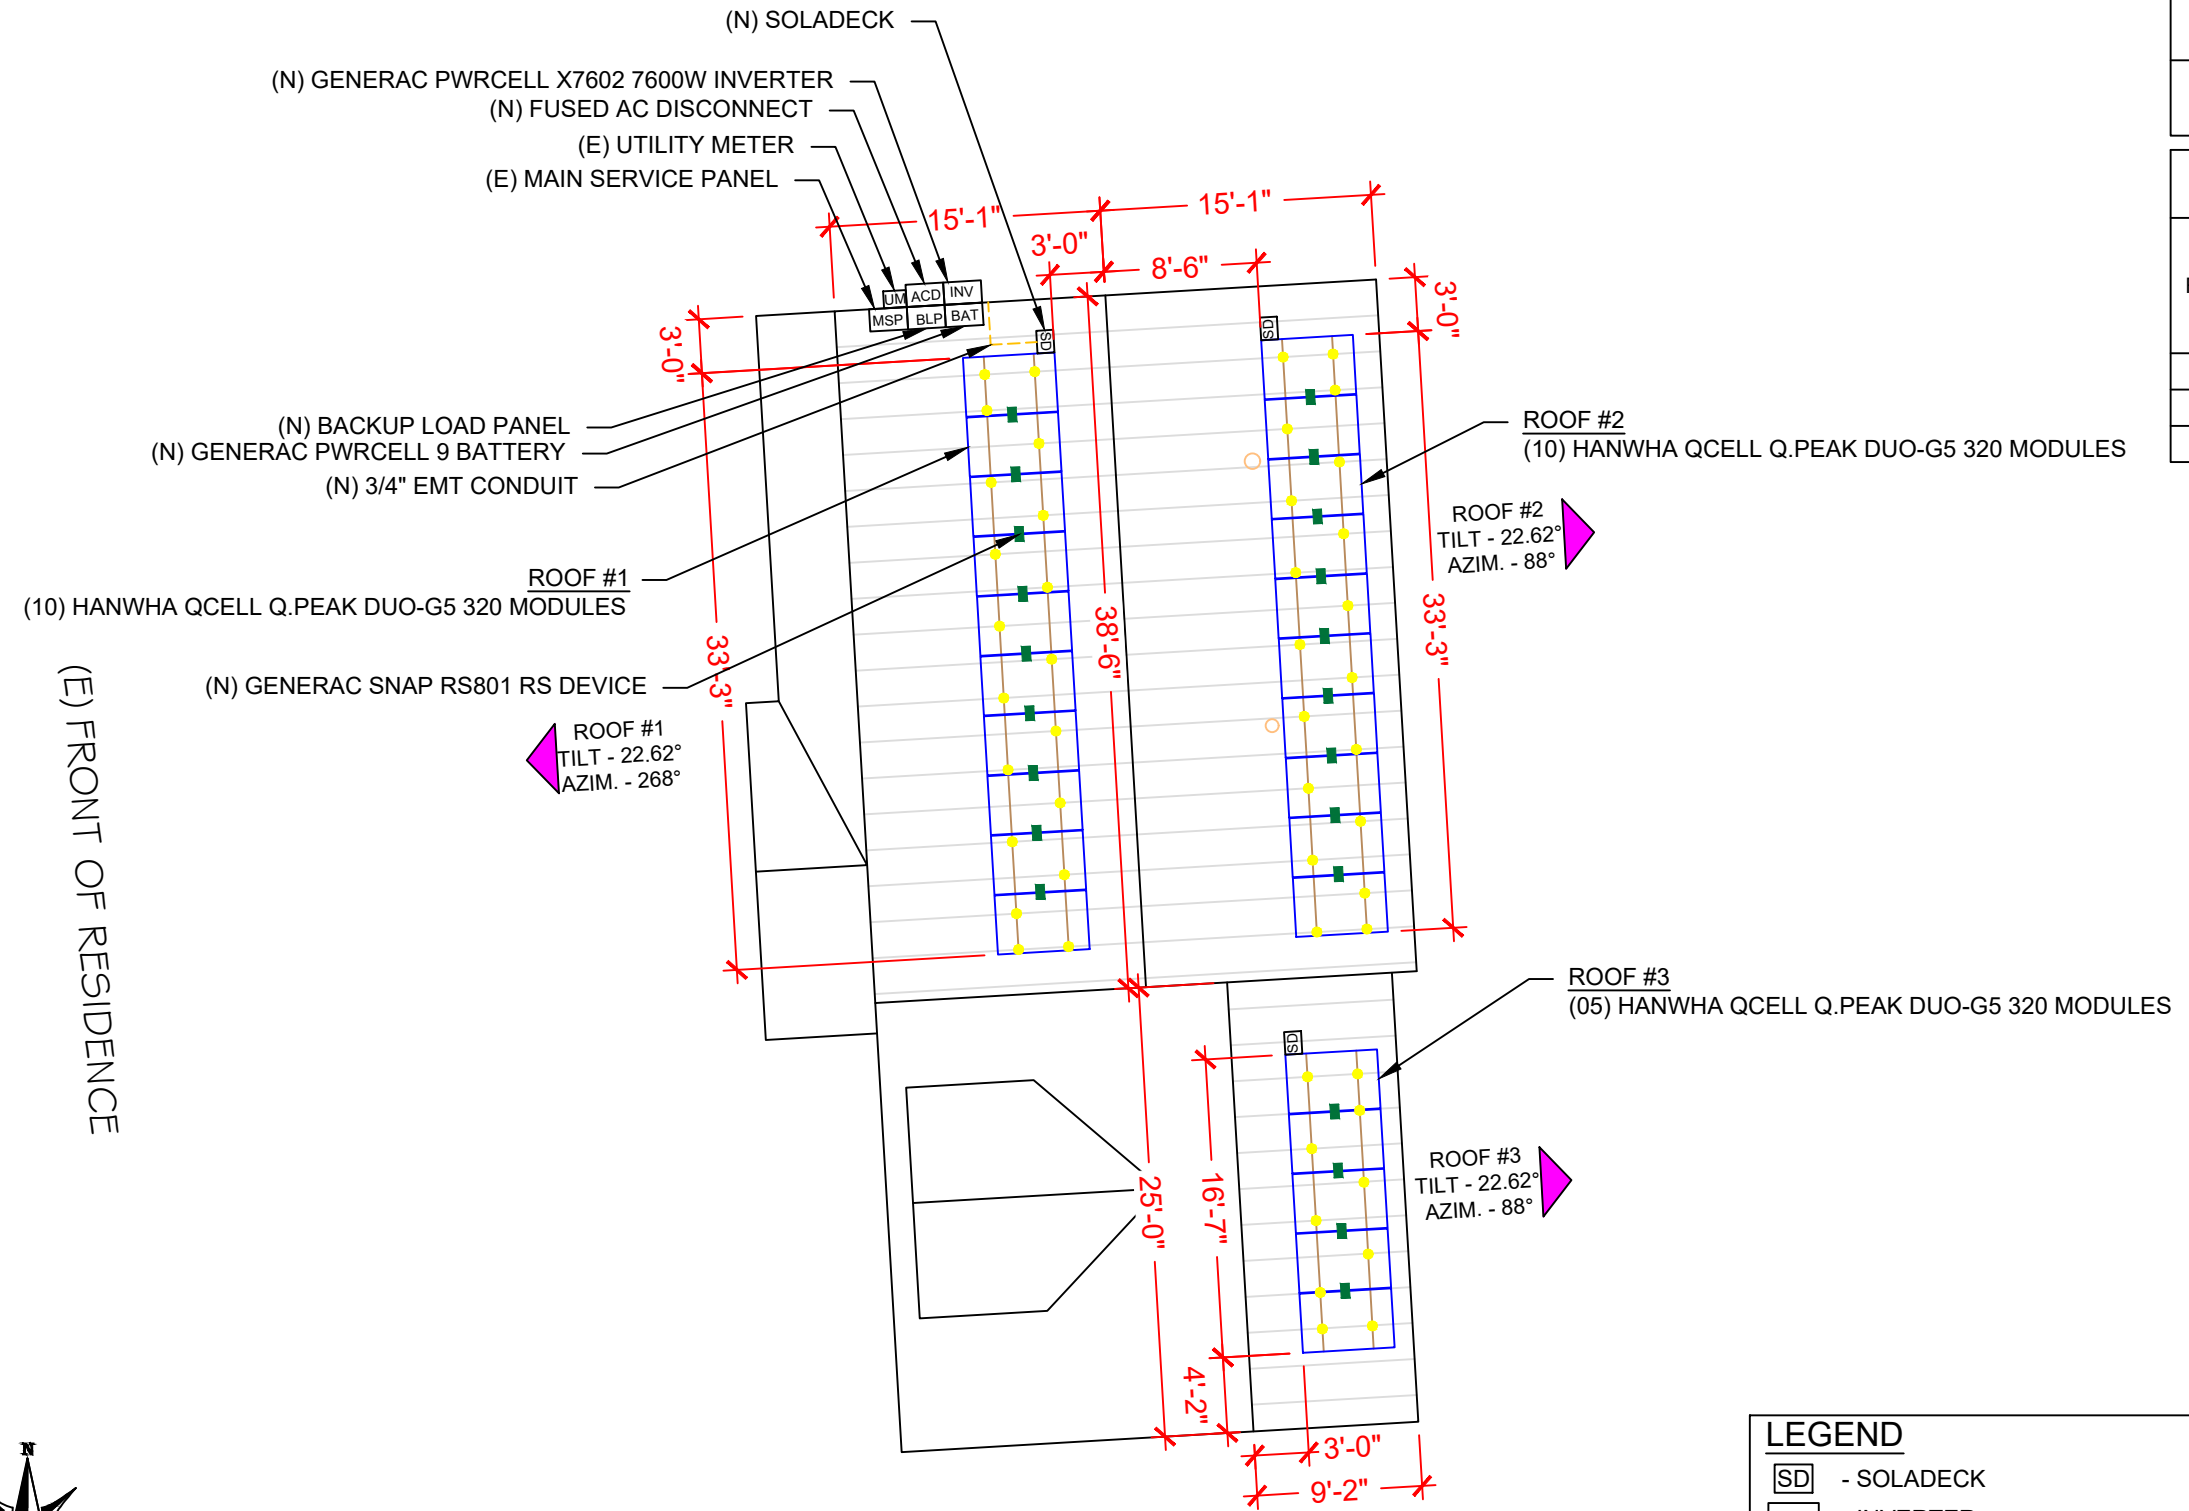 (N) SOLADECK
(N) GENERAC PWRCELL X7602 7600W INVERTER
(N) FUSED AC DISCONNECT
(E) UTILITY METER
(E) MAIN SERVICE PANEL
15'-1"
15'-1"
3'-0"
8'-6"
UM ACD INV
MSP BLP BAT
SD
SD
3'-0"
3'-0"
(N) BACKUP LOAD PANEL
(N) GENERAC PWRCELL 9 BATTERY
(N) 3/4" EMT CONDUIT
ROOF #1
(10) HANWHA QCELL Q.PEAK DUO-G5 320 MODULES
(N) GENERAC SNAP RS801 RS DEVICE
ROOF #2
(10) HANWHA QCELL Q.PEAK DUO-G5 320 MODULES
ROOF #2
TILT - 22.62°
AZIM. - 88°
33'-3"
38'-6"
33'-3"
ROOF #1
TILT - 22.62°
AZIM. - 268°
(E) FRONT OF RESIDENCE
ROOF #3
(05) HANWHA QCELL Q.PEAK DUO-G5 320 MODULES
SD
ROOF #3
TILT - 22.62°
AZIM. - 88°
25'-0"
16'-7"
4'-2"
3'-0"
9'-2"
N
LEGEND
SD - SOLADECK